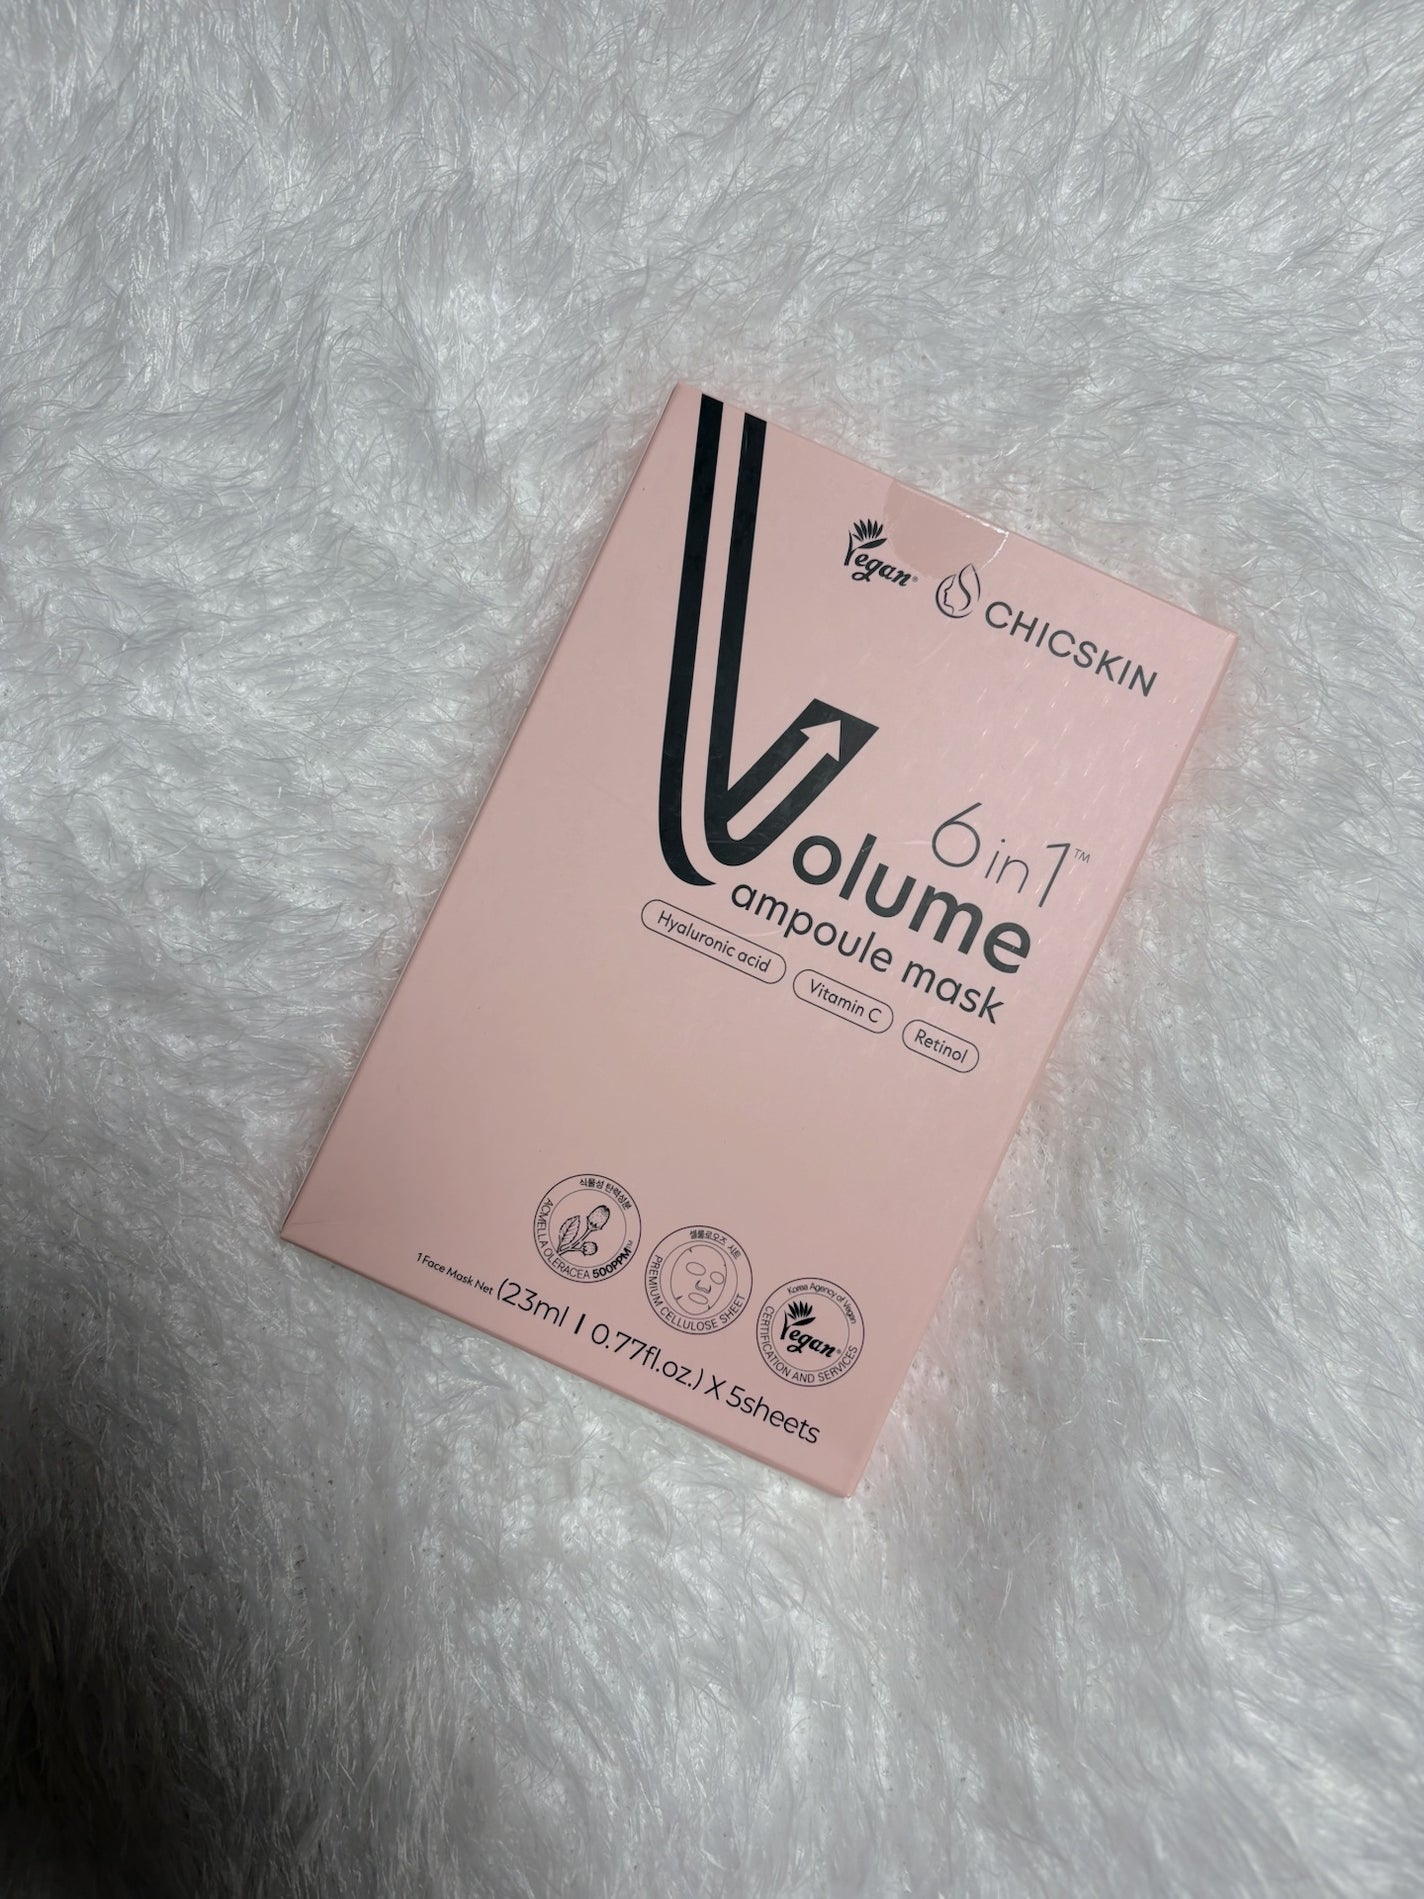 Vegan®
CHICSKIN
6in1™
Volume
ampoule mask
Hyaluronic acid
Vitamin C
Retinol
식물성 탄력성분
ACMELLA OLERACEA 500PPM™
셀룰로오즈 시트
PREMIUM CELLULOSE SHEET
Korea Agency of Vegan
Vegan®
CERTIFICATION AND SERVICES
1 Face Mask Net (23ml I 0.77fl.oz.) X 5sheets